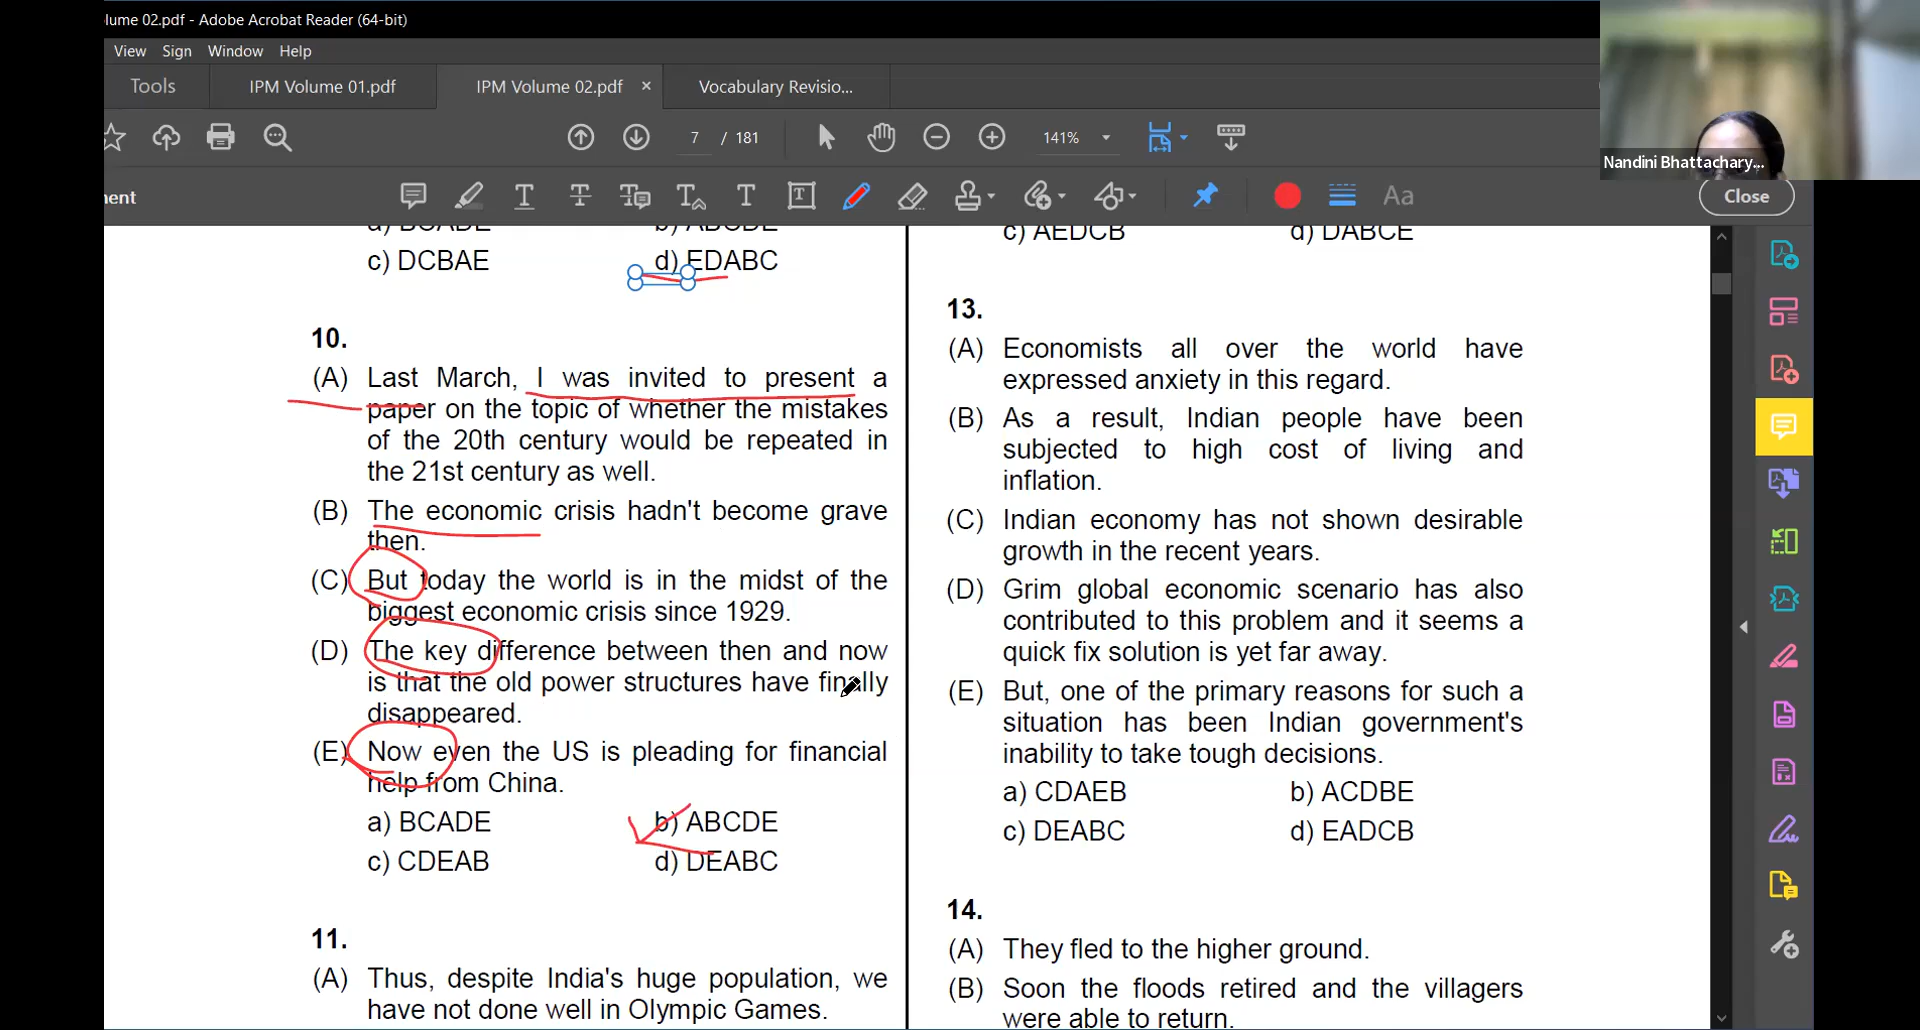 lume 02.pdf - Adobe Acrobat Reader (64-bit)
View Sign Window Help
Tools IPM Volume 01.pdf IPM Volume 02.pdf × Vocabulary Revisio...
7 / 181 141%
ent Aa Close
Nandini Bhattachary...
a) BCADE b) ABCDE
c) DCBAE d) EDABC
10.
(A) Last March, I was invited to present a
paper on the topic of whether the mistakes
of the 20th century would be repeated in
the 21st century as well.
(B) The economic crisis hadn't become grave
then.
(C) But today the world is in the midst of the
biggest economic crisis since 1929.
(D) The key difference between then and now
is that the old power structures have finally
disappeared.
(E) Now even the US is pleading for financial
help from China.
a) BCADE b) ABCDE
c) CDEAB d) DEABC
11.
(A) Thus, despite India's huge population, we
have not done well in Olympic Games.
c) AEDCB d) DABCE
13.
(A) Economists all over the world have
expressed anxiety in this regard.
(B) As a result, Indian people have been
subjected to high cost of living and
inflation.
(C) Indian economy has not shown desirable
growth in the recent years.
(D) Grim global economic scenario has also
contributed to this problem and it seems a
quick fix solution is yet far away.
(E) But, one of the primary reasons for such a
situation has been Indian government's
inability to take tough decisions.
a) CDAEB b) ACDBE
c) DEABC d) EADCB
14.
(A) They fled to the higher ground.
(B) Soon the floods retired and the villagers
were able to return.